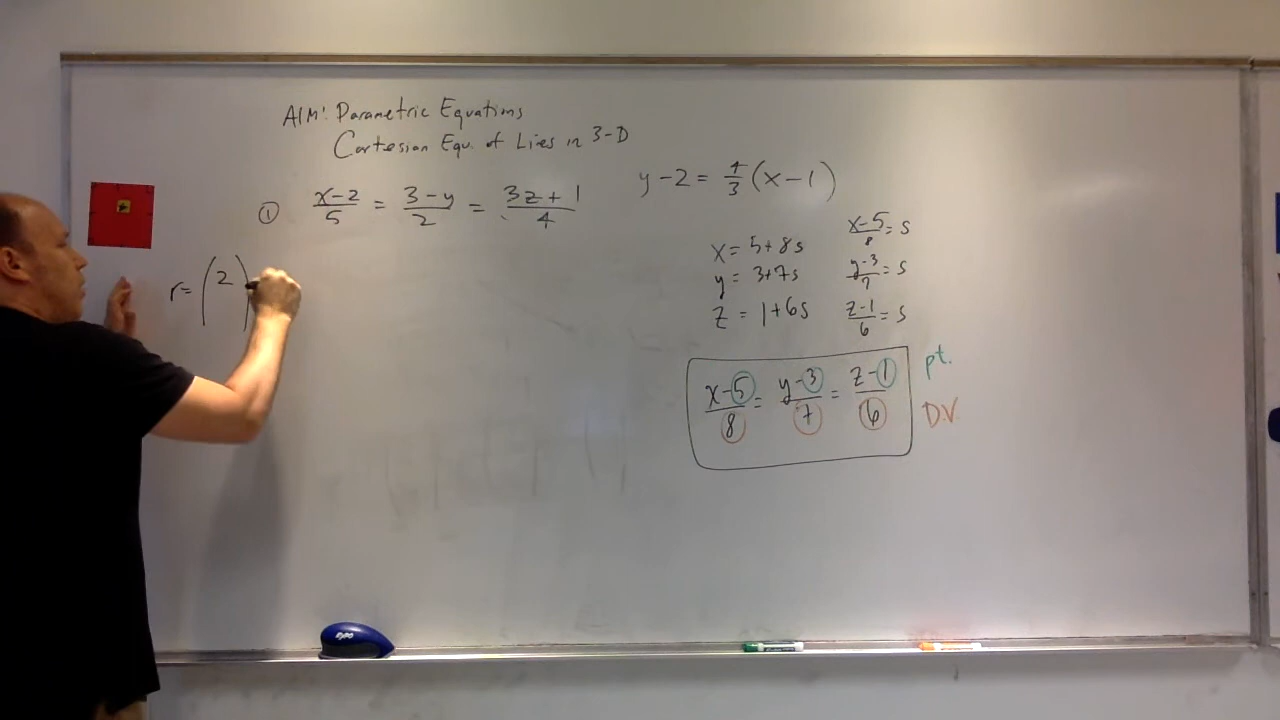 AIM: Parametric Equations
Cartesian Equ. of Lies in 3-D
① (x-2)/5 = (3-y)/2 = (3z+1)/4
r= (2
y-2 = 4/3 (x-1)
x = 5+8s
y = 3+7s
z = 1+6s
(x-5)/8 = s
(y-3)/7 = s
(z-1)/6 = s
(x-5)/8 = (y-3)/7 = (z-1)/6
pt.
D.V
EXPO